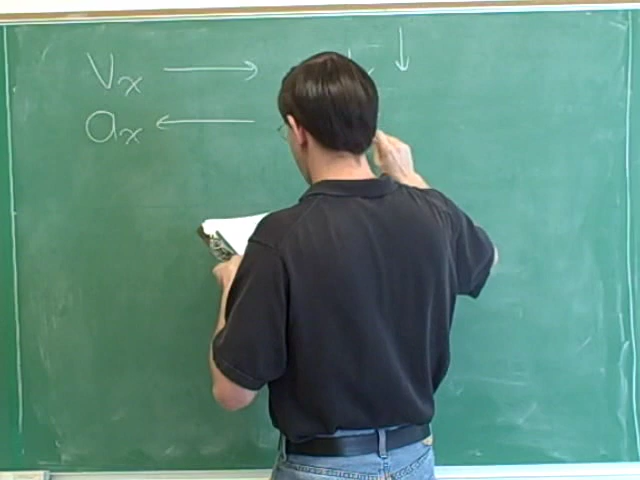 Vx →
ax ←